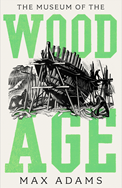 THE MUSEUM OF THE
WOOD
AGE
MAX ADAMS